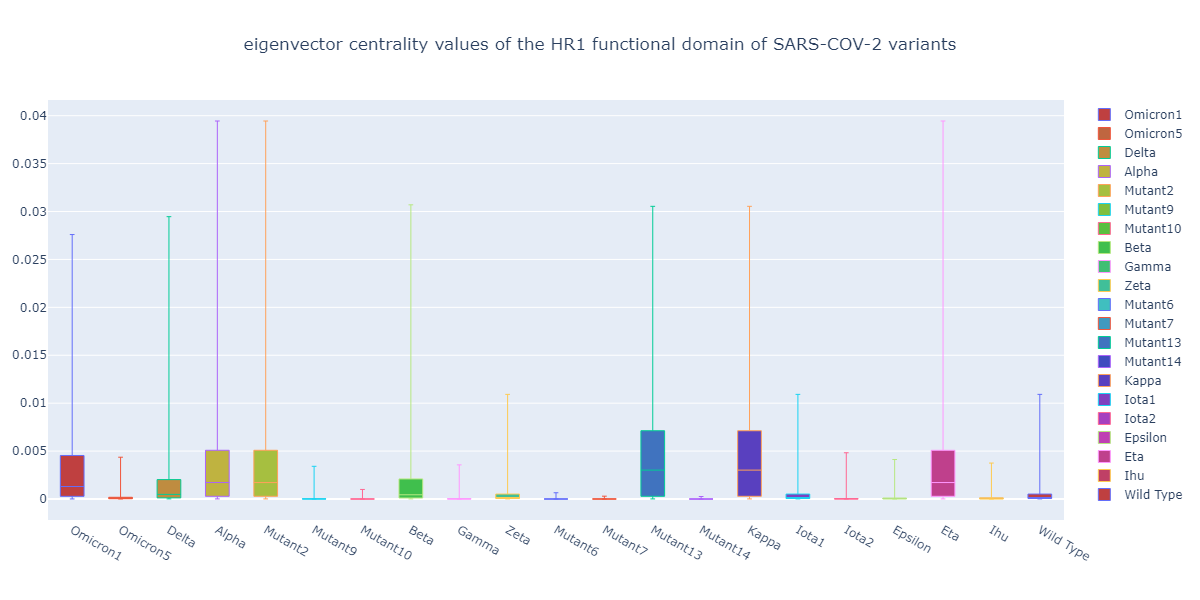 eigenvector centrality values of the HR1 functional domain of SARS-COV-2 variants
0.04
0.035
0.03
0.025
0.02
0.015
0.01
0.005
0
Omicron1
Omicron5
Delta
Alpha
Mutant2
Mutant9
Mutant10
Beta
Gamma
Zeta
Mutant6
Mutant7
Mutant13
Mutant14
Kappa
Iota1
Iota2
Epsilon
Eta
Ihu
Wild Type
Omicron1
Omicron5
Delta
Alpha
Mutant2
Mutant9
Mutant10
Beta
Gamma
Zeta
Mutant6
Mutant7
Mutant13
Mutant14
Kappa
Iota1
Iota2
Epsilon
Eta
Ihu
Wild Type